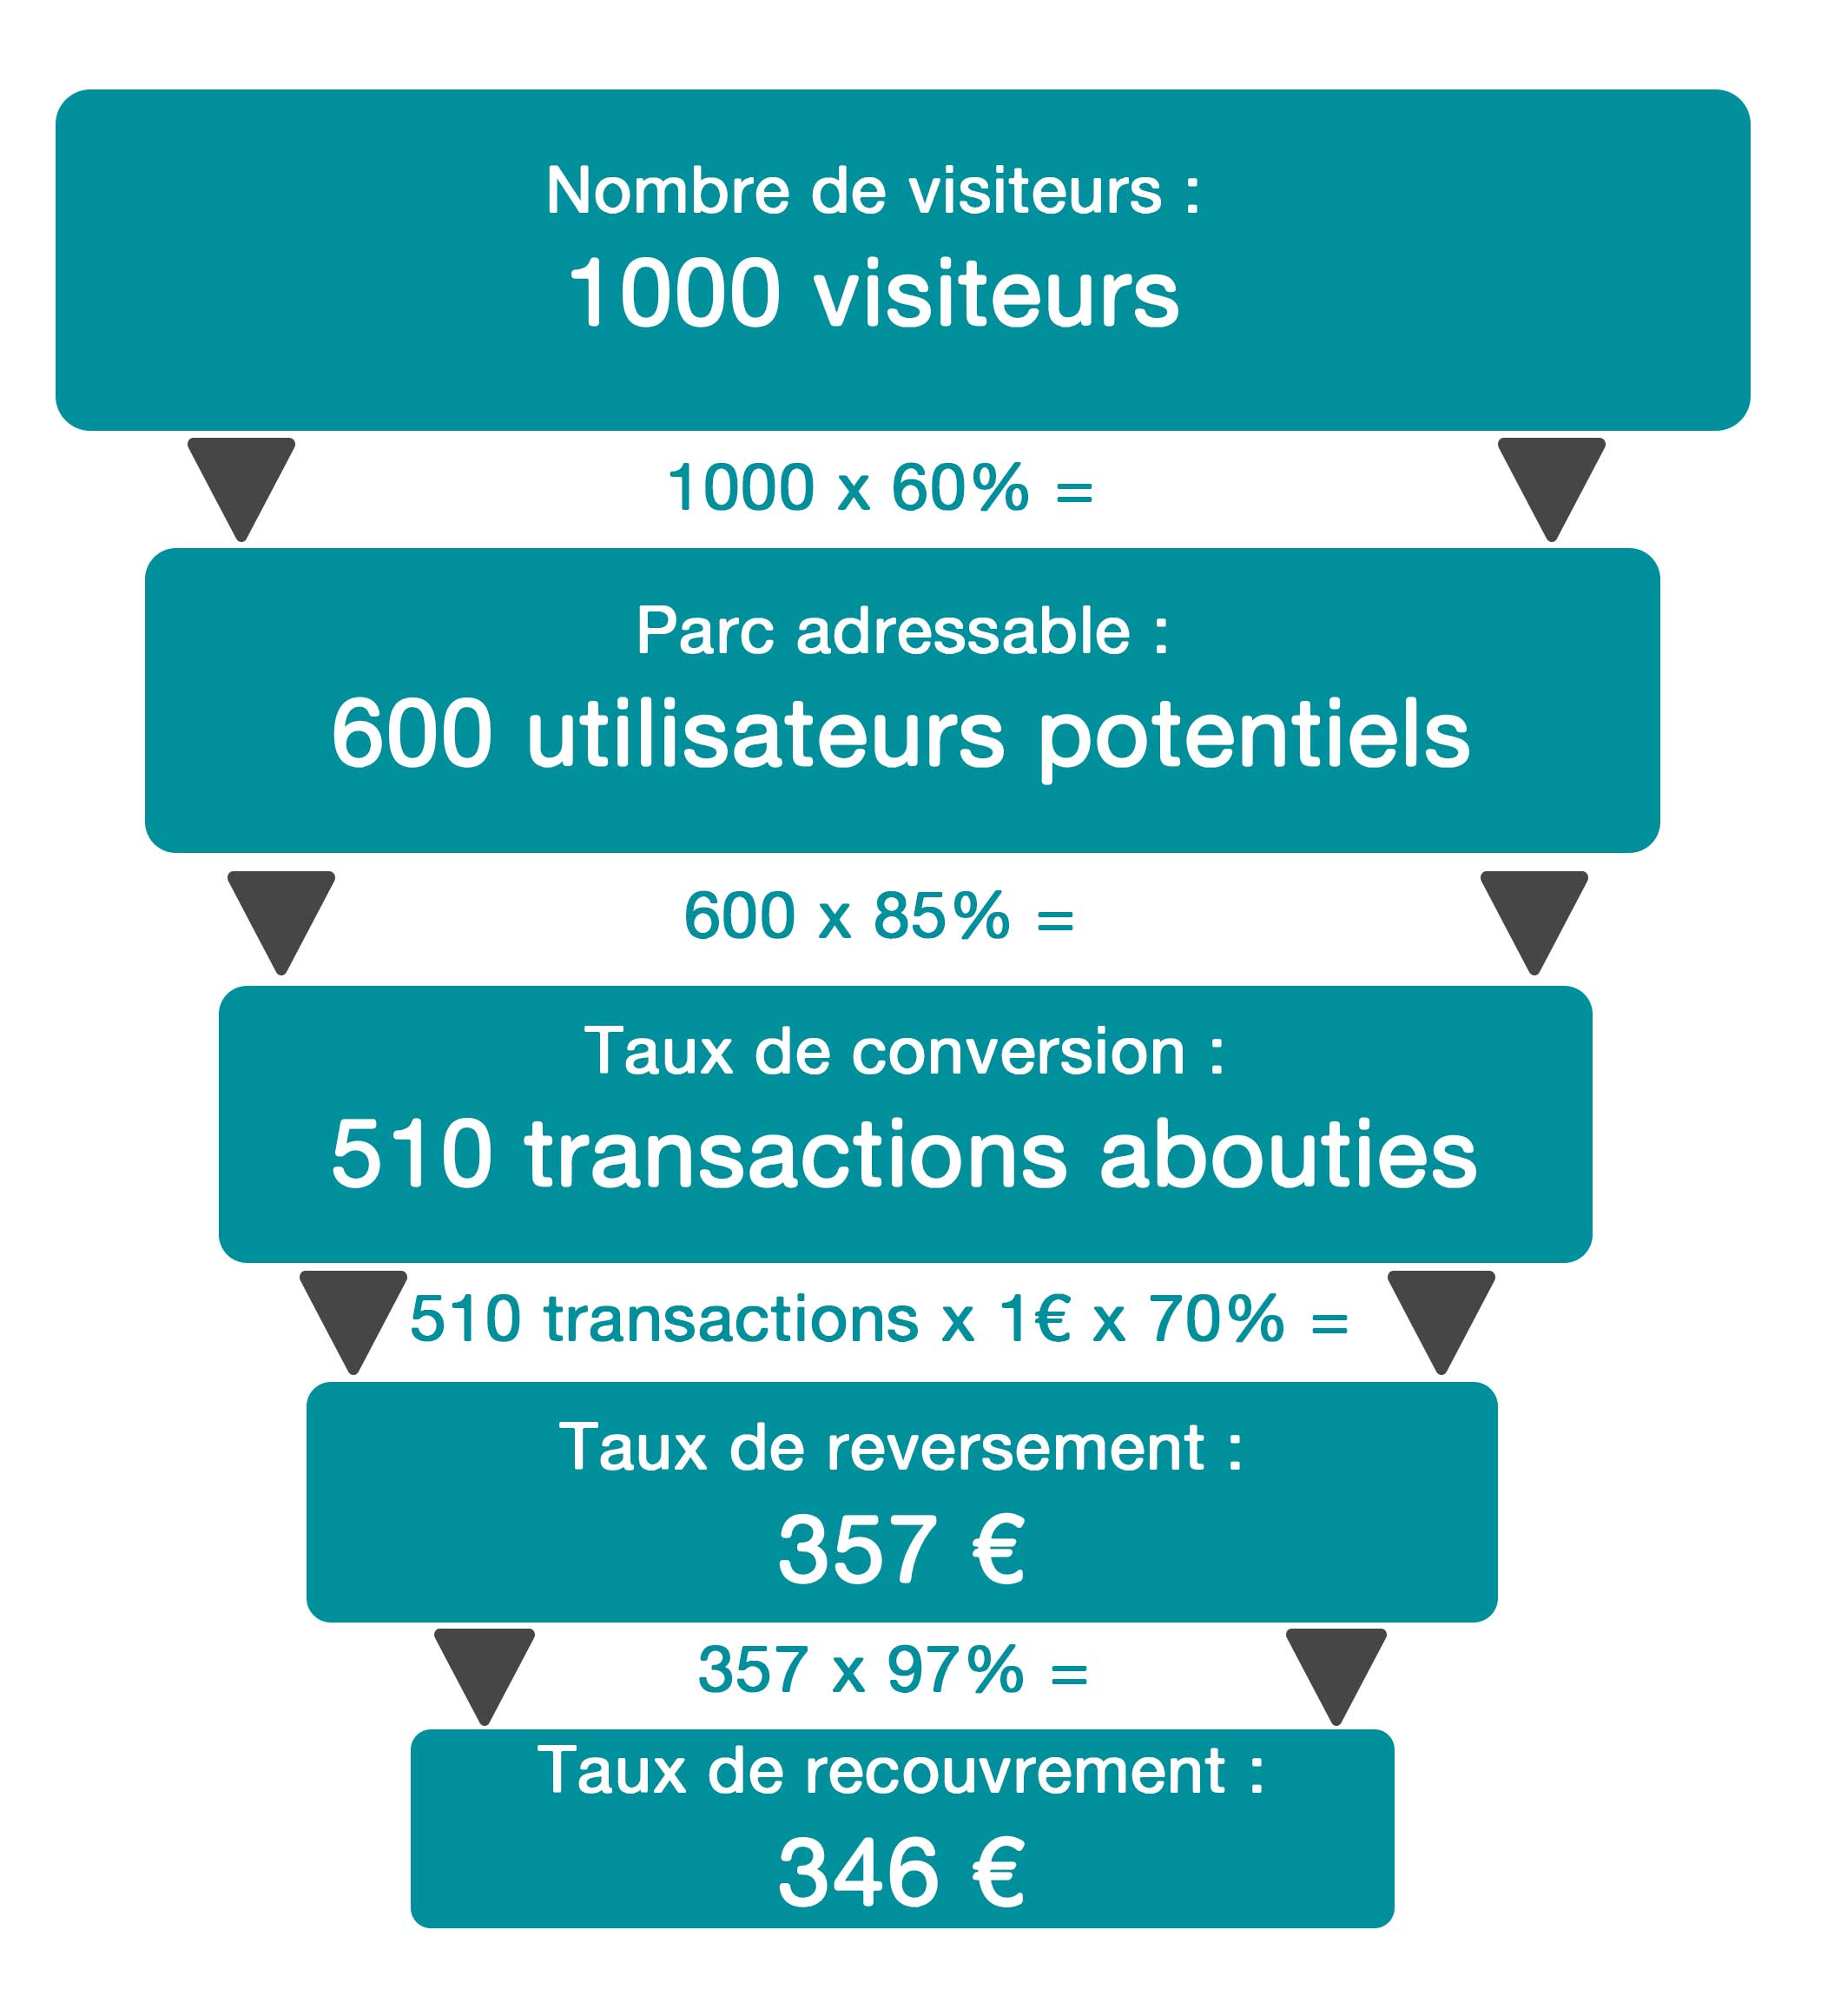 Nombre de visiteurs :
1000 visiteurs
1000 x 60% =
Parc adressable :
600 utilisateurs potentiels
600 x 85% =
Taux de conversion :
510 transactions abouties
510 transactions x 1€ x 70% =
Taux de reversement :
357 €
357 x 97% =
Taux de recouvrement :
346 €